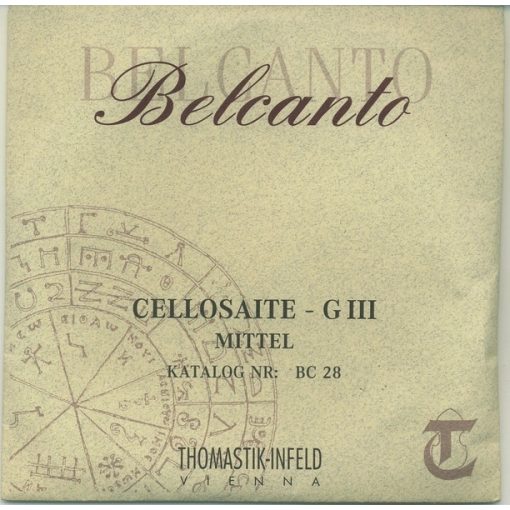 BELCANTO
Belcanto
CELLOSAITE - G III
MITTEL
KATALOG NR: BC 28
THOMASTIK-INFELD
VIENNA